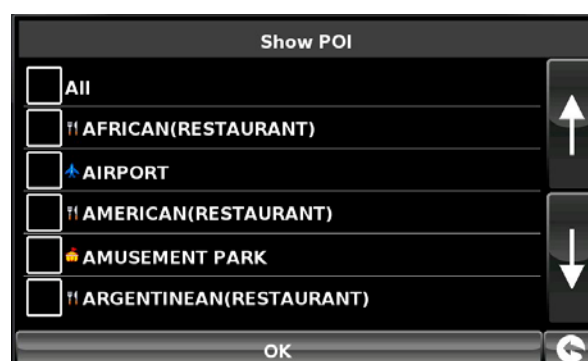 Show POI
All
AFRICAN(RESTAURANT)
AIRPORT
AMERICAN(RESTAURANT)
AMUSEMENT PARK
ARGENTINEAN(RESTAURANT)
OK